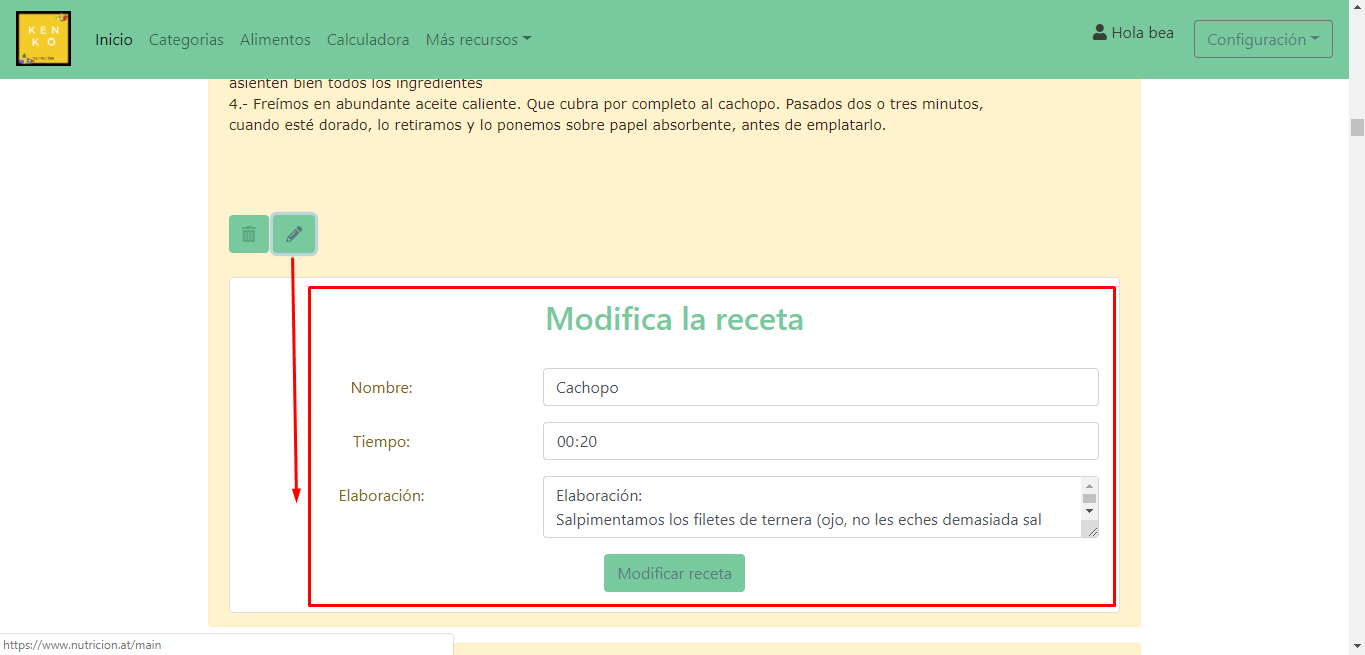 KEN
KO
NUTRICIÓN
Inicio
Categorias
Alimentos
Calculadora
Más recursos
Hola bea
Configuración
asienten bien todos los ingredientes
4.- Freímos en abundante aceite caliente. Que cubra por completo al cachopo. Pasados dos o tres minutos,
cuando esté dorado, lo retiramos y lo ponemos sobre papel absorbente, antes de emplatarlo.
Modifica la receta
Nombre:
Cachopo
Tiempo:
00:20
Elaboración:
Elaboración:
Salpimentamos los filetes de ternera (ojo, no les eches demasiada sal
Modificar receta
https://www.nutricion.at/main